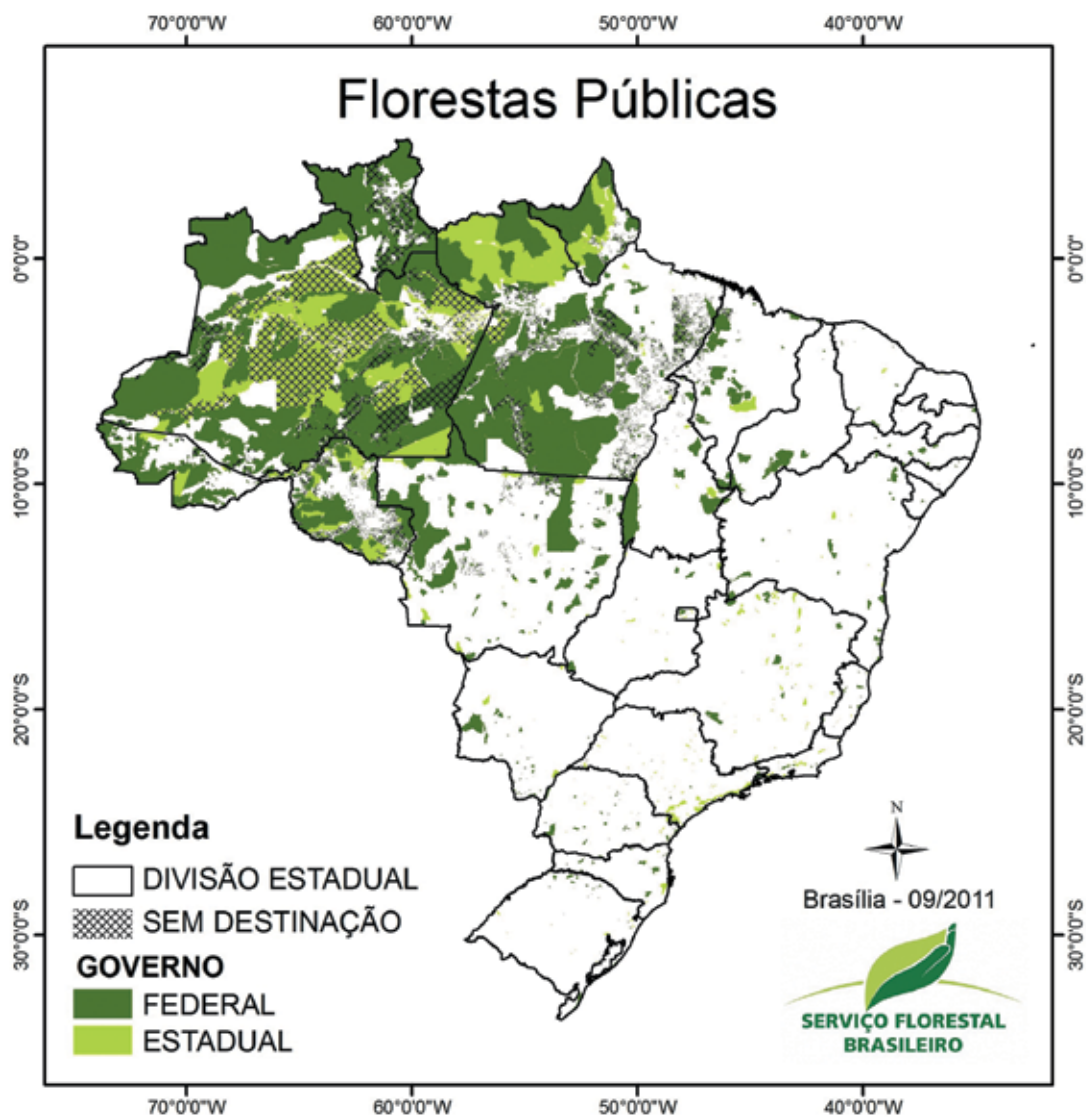 70°0'0"W 60°0'0"W 50°0'0"W 40°0'0"W
Florestas Públicas
0°0'0" 0°0'0"
10°0'0"S 10°0'0"S
20°0'0"S 20°0'0"S
Legenda
DIVISÃO ESTADUAL
SEM DESTINAÇÃO
GOVERNO
FEDERAL
ESTADUAL
N
Brasília - 09/2011
30°0'0"S 30°0'0"S
SERVIÇO FLORESTAL
BRASILEIRO
70°0'0"W 60°0'0"W 50°0'0"W 40°0'0"W